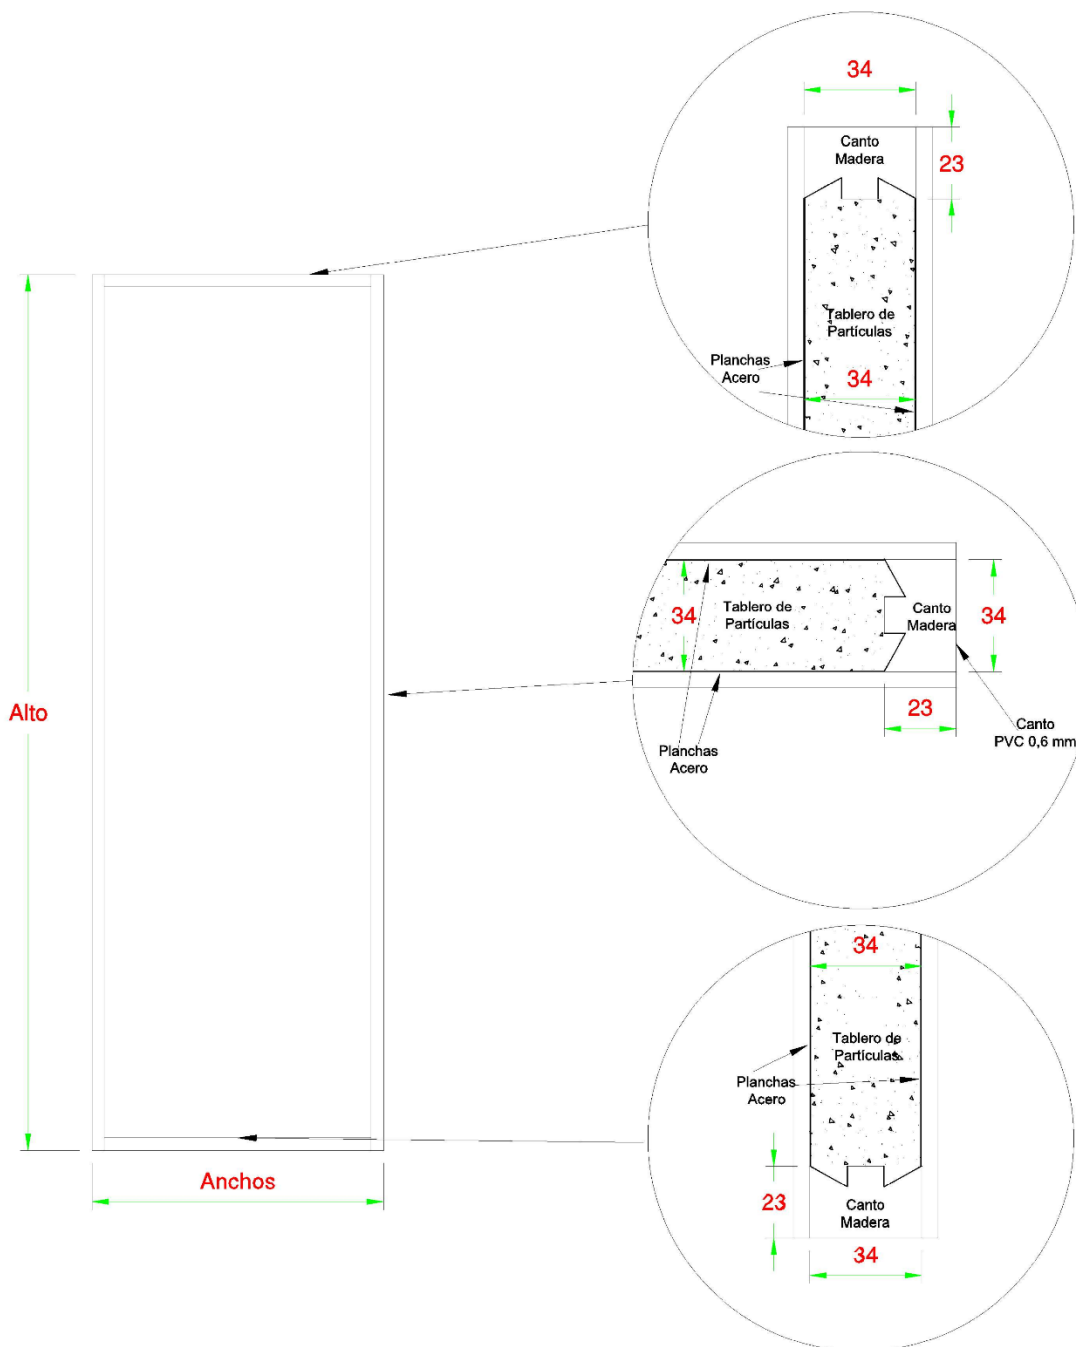 34
Canto
Madera
23
Tablero de
Partículas
Planchas
Acero
34
Alto
34
Tablero de
Partículas
Canto
Madera
34
23
Canto
PVC 0,6 mm
Planchas
Acero
34
Tablero de
Partículas
Planchas
Acero
Anchos
23
Canto
Madera
34